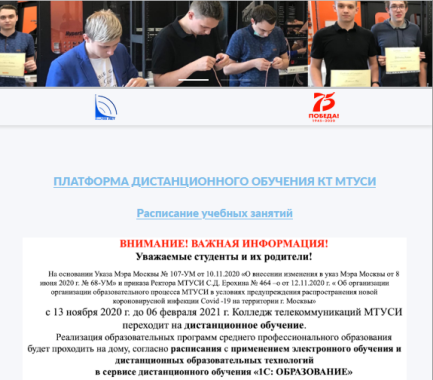 75
ПОБЕДА!
1945-2020
ПЛАТФОРМА ДИСТАНЦИОННОГО ОБУЧЕНИЯ КТ МТУСИ
Расписание учебных занятий
ВНИМАНИЕ! ВАЖНАЯ ИНФОРМАЦИЯ!
Уважаемые студенты и их родители!
На основании Указа Мэра Москвы № 107-УМ от 10.11.2020 «О внесении изменения в указ Мэра Москвы от 8
июня 2020 г. № 68-УМ» и приказа Ректора МТУСИ С.Д. Ерохина № 464 –о от 12.11.2020 г. « Об
организации образовательного процесса МТУСИ в условиях предупреждения распространения новой
коронавирусной инфекции Covid -19 на территории г. Москвы»
с 13 ноября 2020 г. до 06 февраля 2021 г. Колледж телекоммуникаций МТУСИ
переходит на дистанционное обучение.
Реализация образовательных программ среднего профессионального образования
будет проходить на дому, согласно расписания с применением электронного обучения и
дистанционных образовательных технологий
в сервисе дистанционного обучения «1С: ОБРАЗОВАНИЕ»